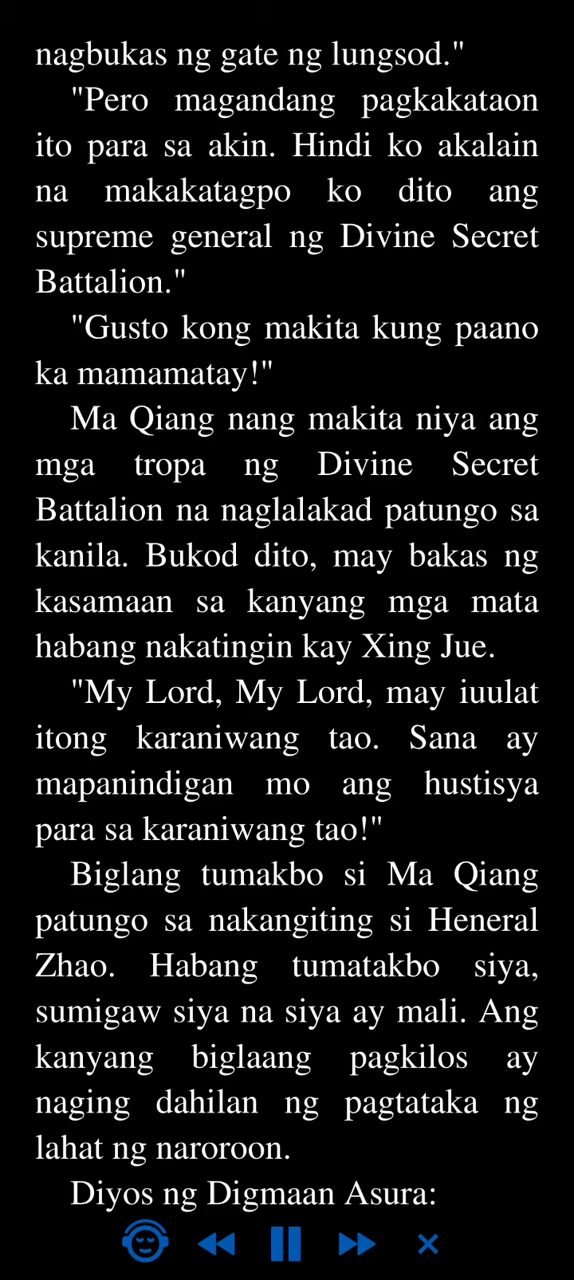 nagbukas ng gate ng lungsod."
"Pero magandang pagkakataon
ito para sa akin. Hindi ko akalain
na makakatagpo ko dito ang
supreme general ng Divine Secret
Battalion."
"Gusto kong makita kung paano
ka mamamatay!"
Ma Qiang nang makita niya ang
mga tropa ng Divine Secret
Battalion na naglalakad patungo sa
kanila. Bukod dito, may bakas ng
kasamaan sa kanyang mga mata
habang nakatingin kay Xing Jue.
"My Lord, My Lord, may iuulat
itong karaniwang tao. Sana ay
mapanindigan mo ang hustisya
para sa karaniwang tao!"
Biglang tumakbo si Ma Qiang
patungo sa nakangiting si Heneral
Zhao. Habang tumatakbo siya,
sumigaw siya na siya ay mali. Ang
kanyang biglaang pagkilos ay
naging dahilan ng pagtataka ng
lahat ng naroroon.
Diyos ng Digmaan Asura: